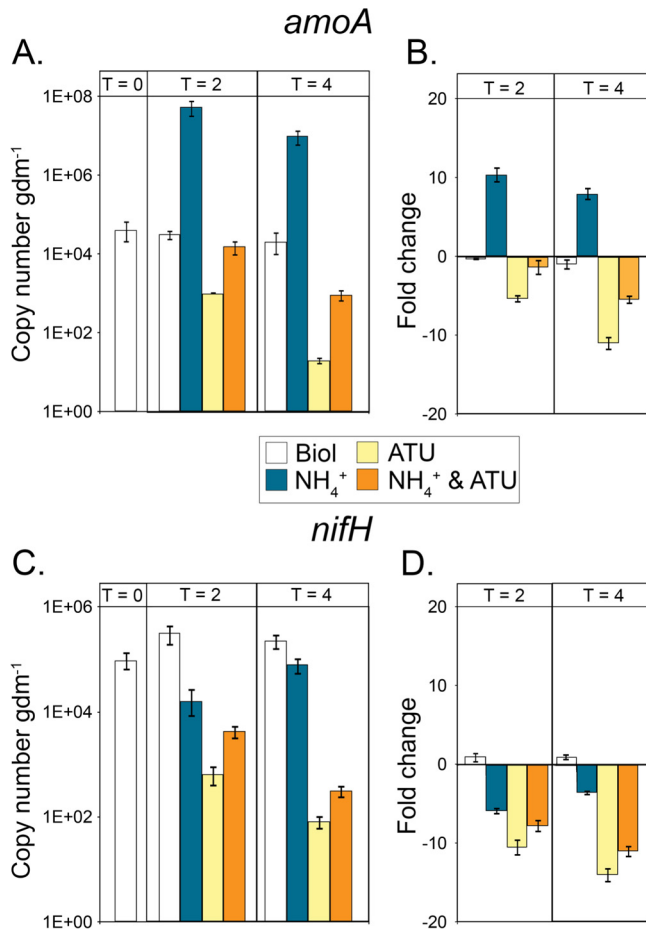 amoA
A.
B.
T = 0 T = 2 T = 4
1E+08
1E+06
1E+04
1E+02
1E+00
Copy number gdm⁻¹
T = 2 T = 4
20
10
0
-10
-20
Fold change
Biol ATU
NH₄⁺ NH₄⁺ & ATU
nifH
C.
D.
T = 0 T = 2 T = 4
1E+06
1E+04
1E+02
1E+00
Copy number gdm⁻¹
T = 2 T = 4
20
10
0
-10
-20
Fold change